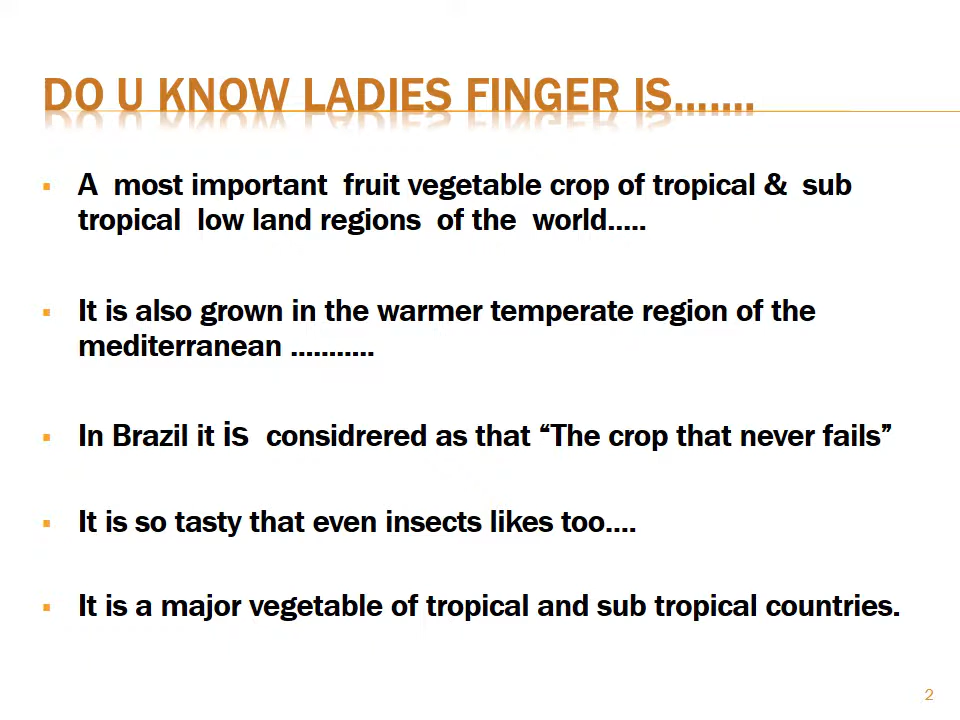 DO U KNOW LADIES FINGER IS.......
▪ A most important fruit vegetable crop of tropical & sub
tropical low land regions of the world.....
▪ It is also grown in the warmer temperate region of the
mediterranean ...........
▪ In Brazil it is considrered as that “The crop that never fails”
▪ It is so tasty that even insects likes too....
▪ It is a major vegetable of tropical and sub tropical countries.
2